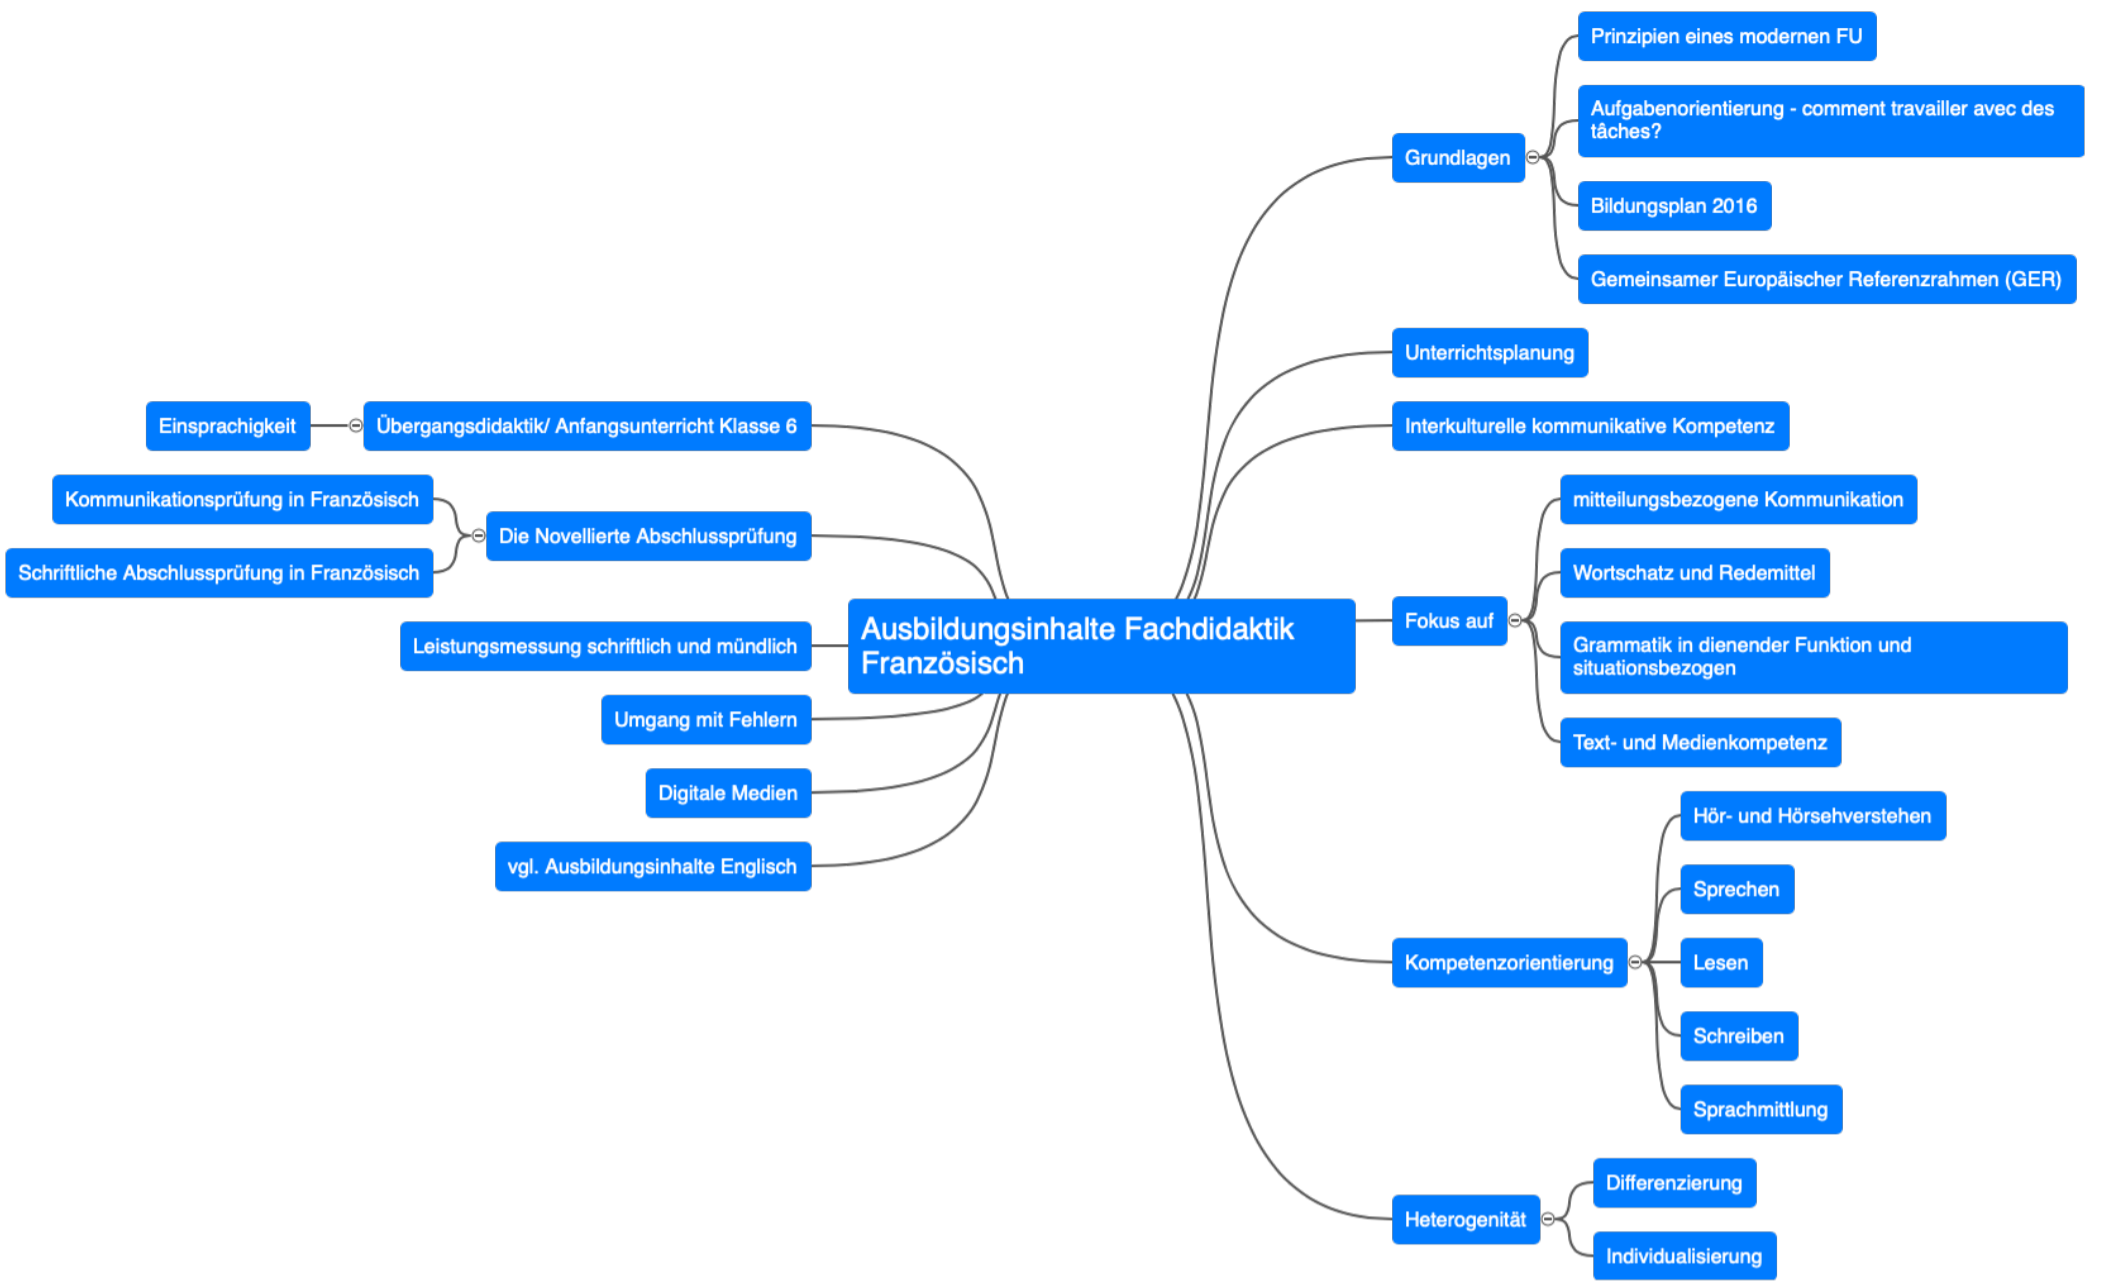 Ausbildungsinhalte Fachdidaktik
Französisch
Grundlagen
Prinzipien eines modernen FU
Aufgabenorientierung - comment travailler avec des
tâches?
Bildungsplan 2016
Gemeinsamer Europäischer Referenzrahmen (GER)
Unterrichtsplanung
Interkulturelle kommunikative Kompetenz
Fokus auf
mitteilungsbezogene Kommunikation
Wortschatz und Redemittel
Grammatik in dienender Funktion und
situationsbezogen
Text- und Medienkompetenz
Kompetenzorientierung
Hör- und Hörsehverstehen
Sprechen
Lesen
Schreiben
Sprachmittlung
Heterogenität
Differenzierung
Individualisierung
Übergangsdidaktik/ Anfangsunterricht Klasse 6
Einsprachigkeit
Die Novellierte Abschlussprüfung
Kommunikationsprüfung in Französisch
Schriftliche Abschlussprüfung in Französisch
Leistungsmessung schriftlich und mündlich
Umgang mit Fehlern
Digitale Medien
vgl. Ausbildungsinhalte Englisch